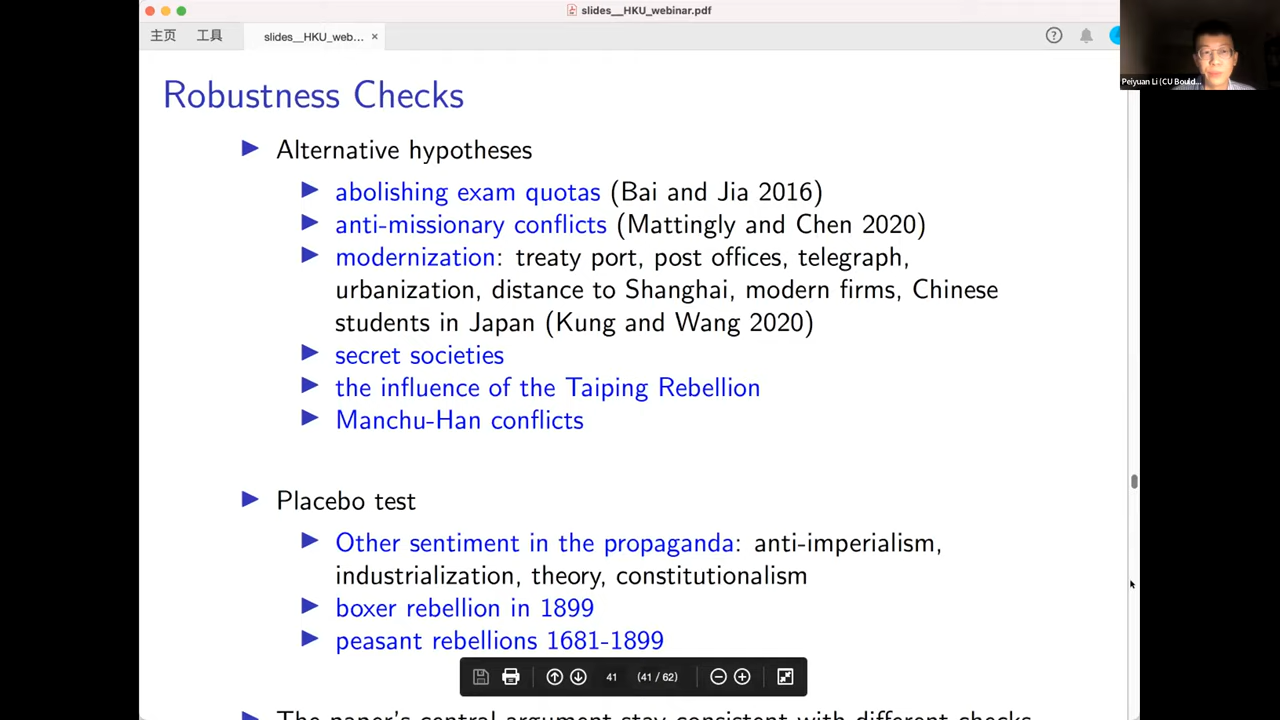 slides__HKU_webinar.pdf
主页 工具 slides__HKU_web... ×
Peiyuan Li (CU Bould...
Robustness Checks
Alternative hypotheses
abolishing exam quotas (Bai and Jia 2016)
anti-missionary conflicts (Mattingly and Chen 2020)
modernization: treaty port, post offices, telegraph,
urbanization, distance to Shanghai, modern firms, Chinese
students in Japan (Kung and Wang 2020)
secret societies
the influence of the Taiping Rebellion
Manchu-Han conflicts
Placebo test
Other sentiment in the propaganda: anti-imperialism,
industrialization, theory, constitutionalism
boxer rebellion in 1899
peasant rebellions 1681-1899
41 (41 / 62)
The paper's central argument stay consistent with different checks